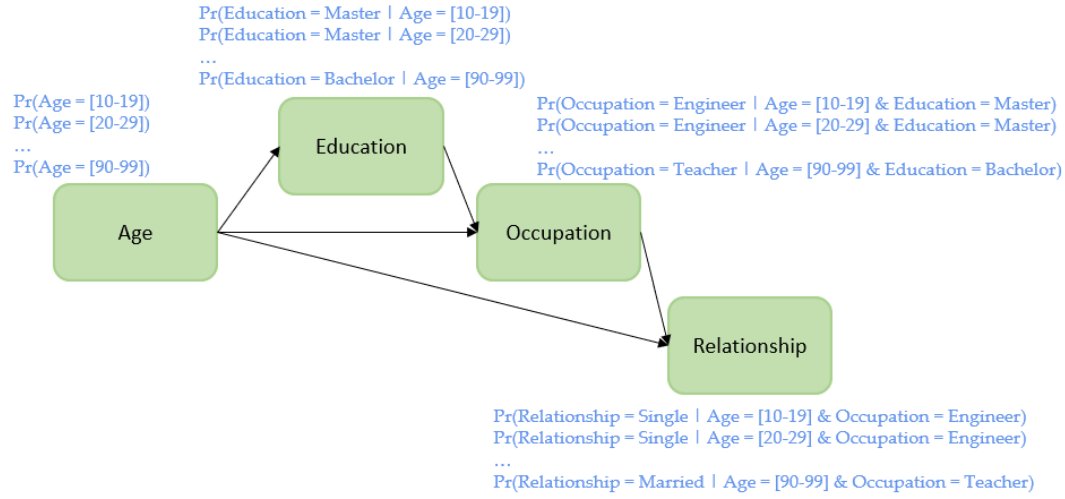 Pr(Education = Master | Age = [10-19])
Pr(Education = Master | Age = [20-29])
...
Pr(Education = Bachelor | Age = [90-99])
Pr(Age = [10-19])
Pr(Age = [20-29])
...
Pr(Age = [90-99])
Pr(Occupation = Engineer | Age = [10-19] & Education = Master)
Pr(Occupation = Engineer | Age = [20-29] & Education = Master)
...
Pr(Occupation = Teacher | Age = [90-99] & Education = Bachelor)
Education
Age
Occupation
Relationship
Pr(Relationship = Single | Age = [10-19] & Occupation = Engineer)
Pr(Relationship = Single | Age = [20-29] & Occupation = Engineer)
...
Pr(Relationship = Married | Age = [90-99] & Occupation = Teacher)